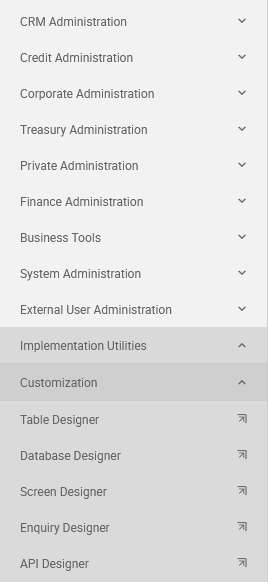 CRM Administration
Credit Administration
Corporate Administration
Treasury Administration
Private Administration
Finance Administration
Business Tools
System Administration
External User Administration
Implementation Utilities
Customization
Table Designer
Database Designer
Screen Designer
Enquiry Designer
API Designer